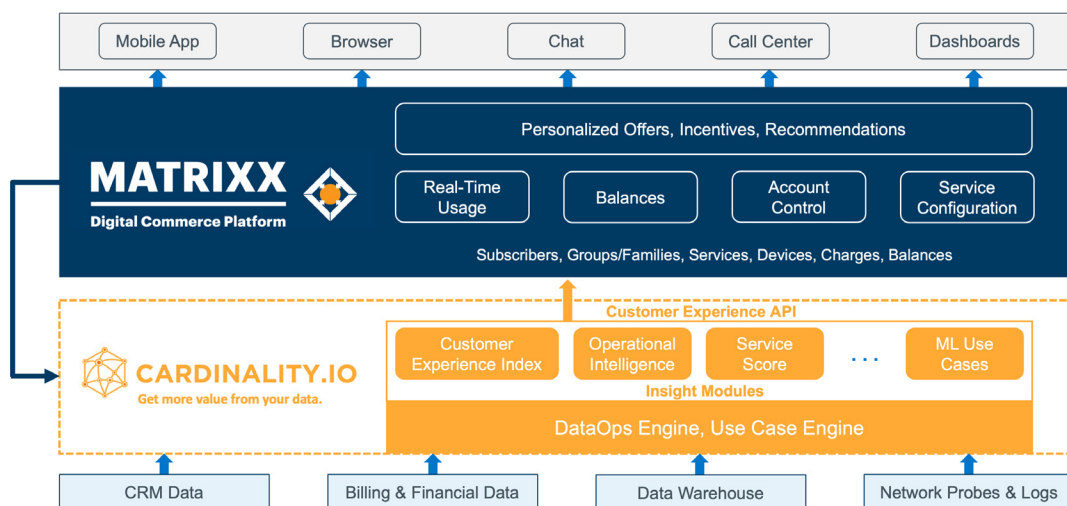 Mobile App
Browser
Chat
Call Center
Dashboards
Personalized Offers, Incentives, Recommendations
MATRIXX
Digital Commerce Platform
Real-Time
Usage
Balances
Account
Control
Service
Configuration
Subscribers, Groups/Families, Services, Devices, Charges, Balances
Customer Experience API
CARDINALITY.IO
Get more value from your data.
Customer
Experience Index
Operational
Intelligence
Service
Score
...
ML Use
Cases
Insight Modules
DataOps Engine, Use Case Engine
CRM Data
Billing & Financial Data
Data Warehouse
Network Probes & Logs